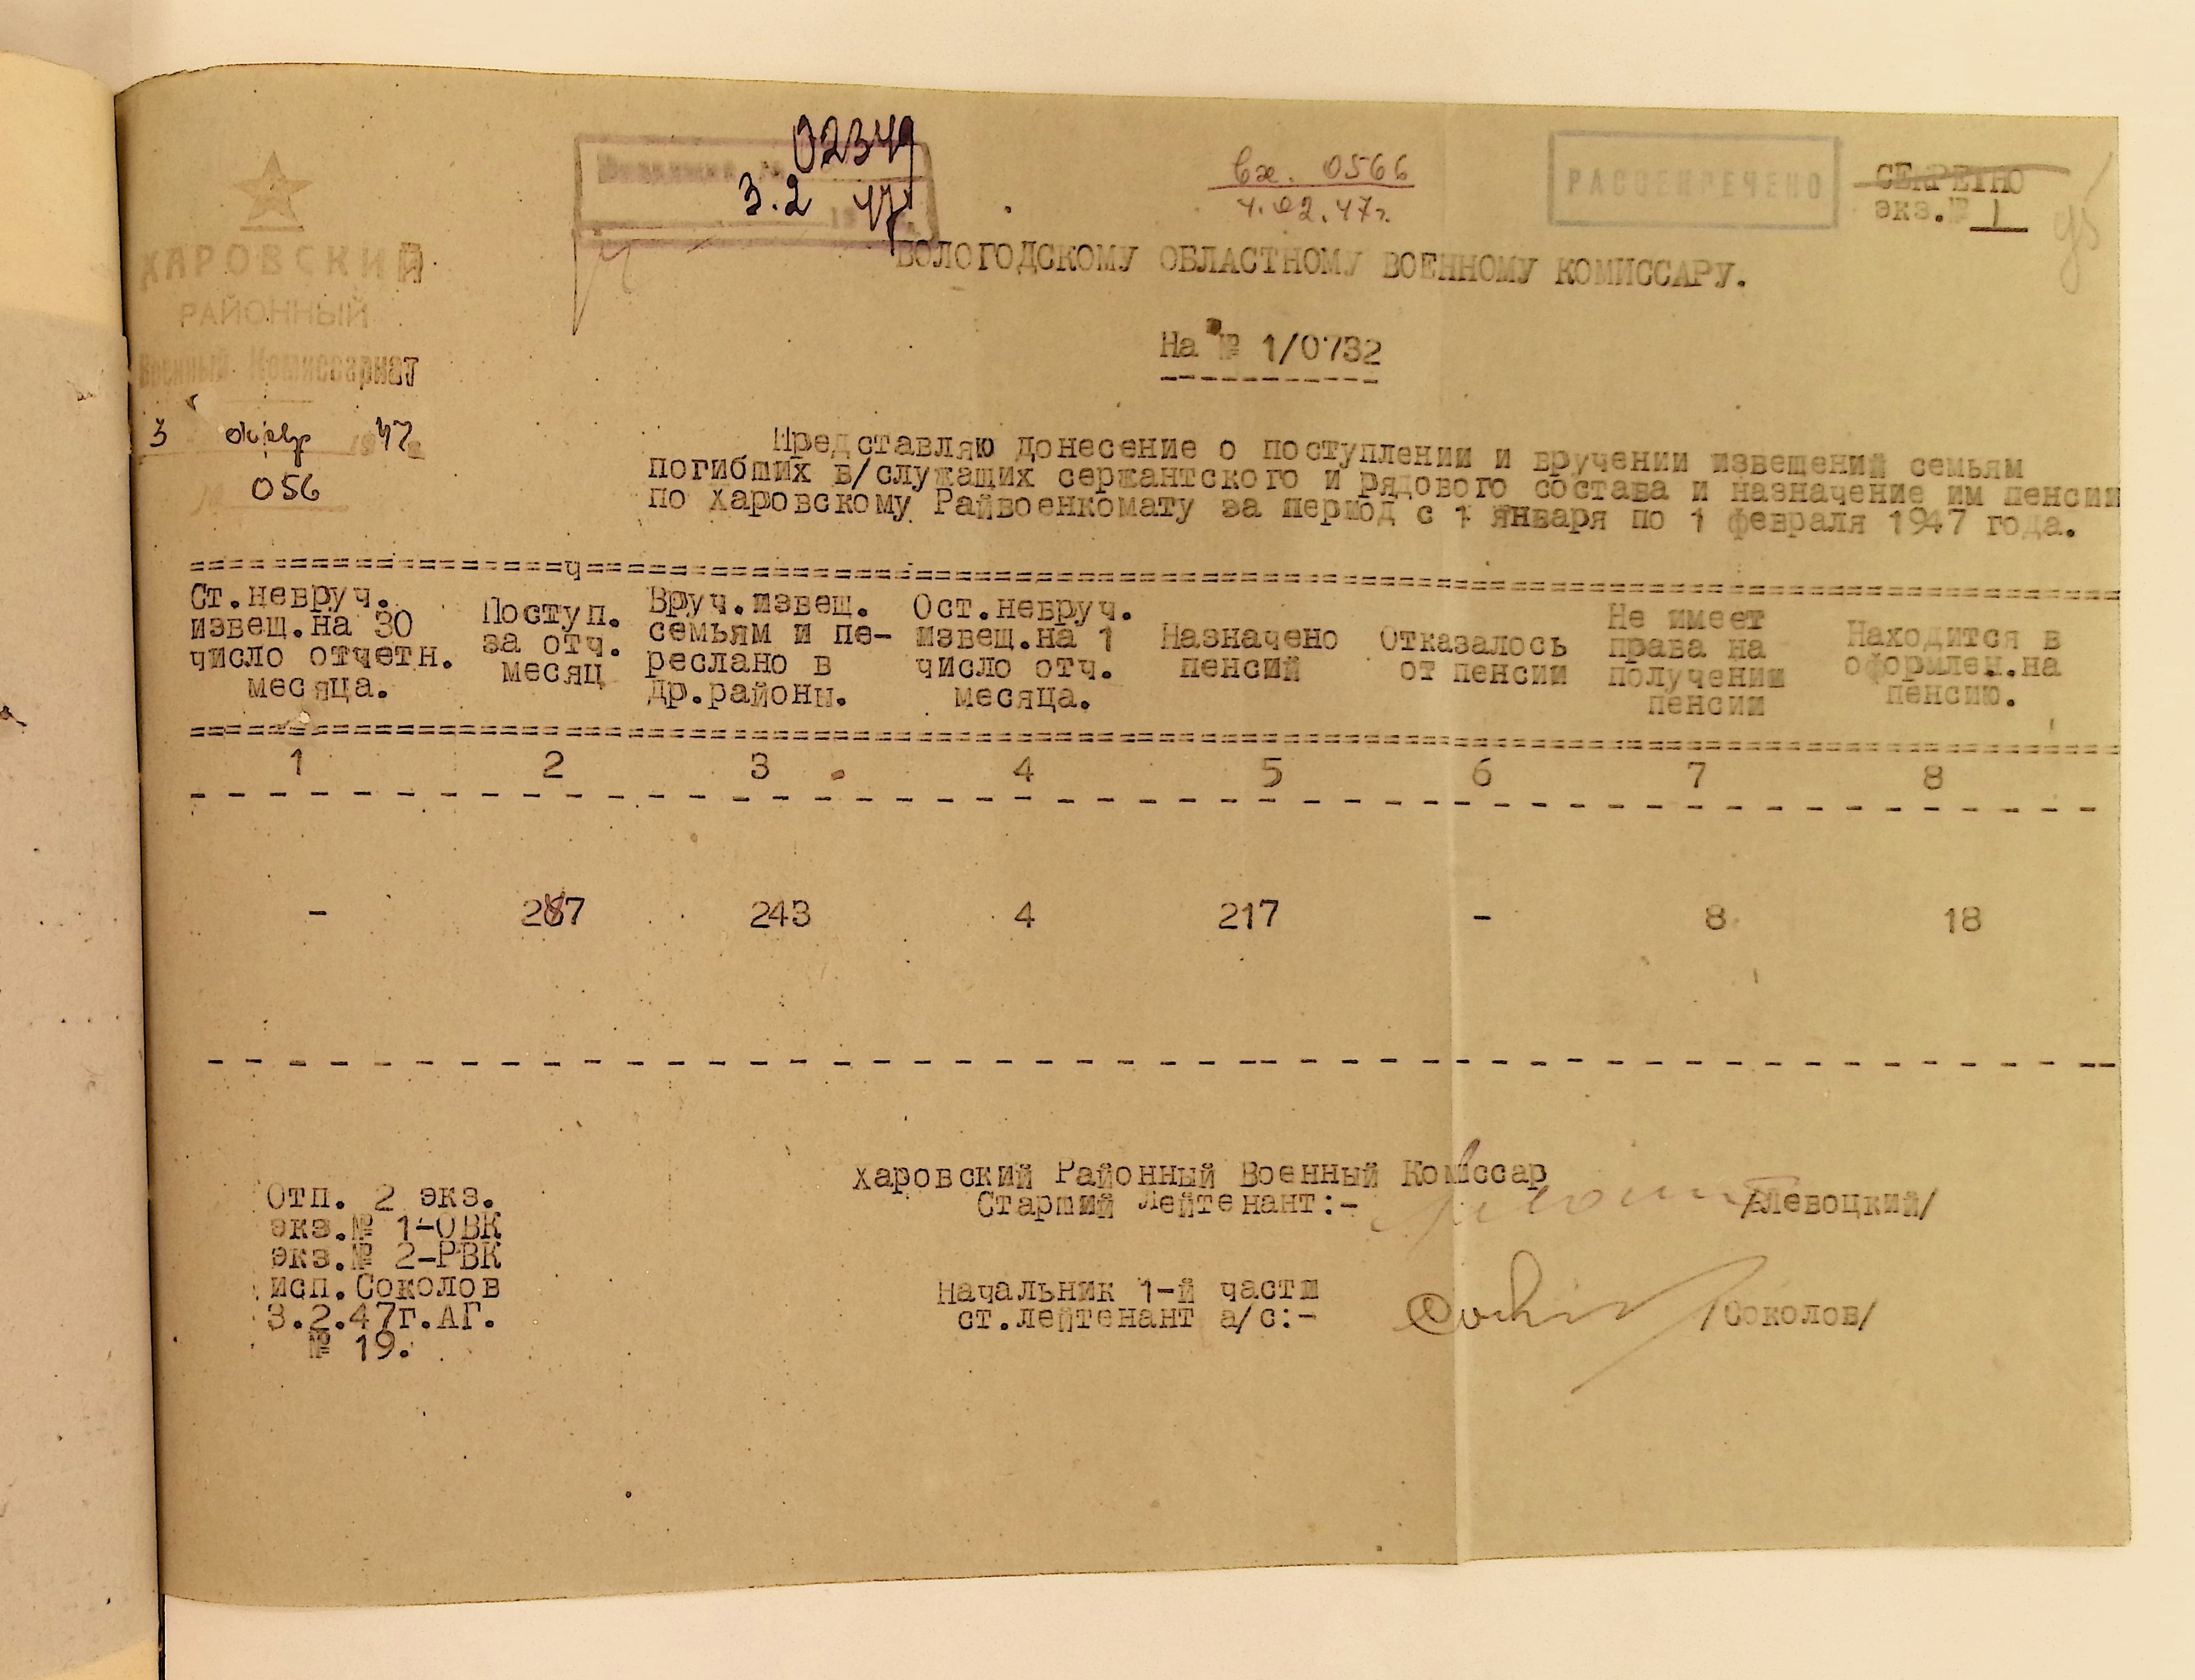 02349
3.2 47
вх. 0566
4.02.47г.
РАССЕКРЕЧЕНО
СЕКРЕТНО
экз.№ 1
ХАРОВСКИЙ
РАЙОННЫЙ
Военный Комиссариат
3 1947г.
056
ВОЛОГОДСКОМУ ОБЛАСТНОМУ ВОЕННОМУ КОМИССАРУ.
На № 1/0732
Представляю донесение о поступлении и вручении извещений семьям
погибших в/служащих сержантского и рядового состава и назначение им пенсии
по Харовскому Райвоенкомату за период с 1 января по 1 февраля 1947 года.
Ст.невруч.
извещ.на 30
число отчетн.
месяца.
Поступ.
за отч.
месяц
Вруч.извещ.
семьям и пе-
реслано в
др.районы.
Ост.невруч.
извещ.на 1
число отч.
месяца.
Назначено
пенсий
Отказалось
от пенсии
Не имеет
права на
получении
пенсии
Находится в
оформлен.на
пенсию.
1 2 3 4 5 6 7 8
- 247 243 4 217 - 8 18
Харовский Районный Военный Комиссар
Старший Лейтенант:- /Алевоцкий/
Начальник 1-й части
ст.лейтенант а/с:- /Соколов/
Отп. 2 экз.
экз.№ 1-ОВК
экз.№ 2-РВК
исп.Соколов
3.2.47г.АГ.
№ 19.